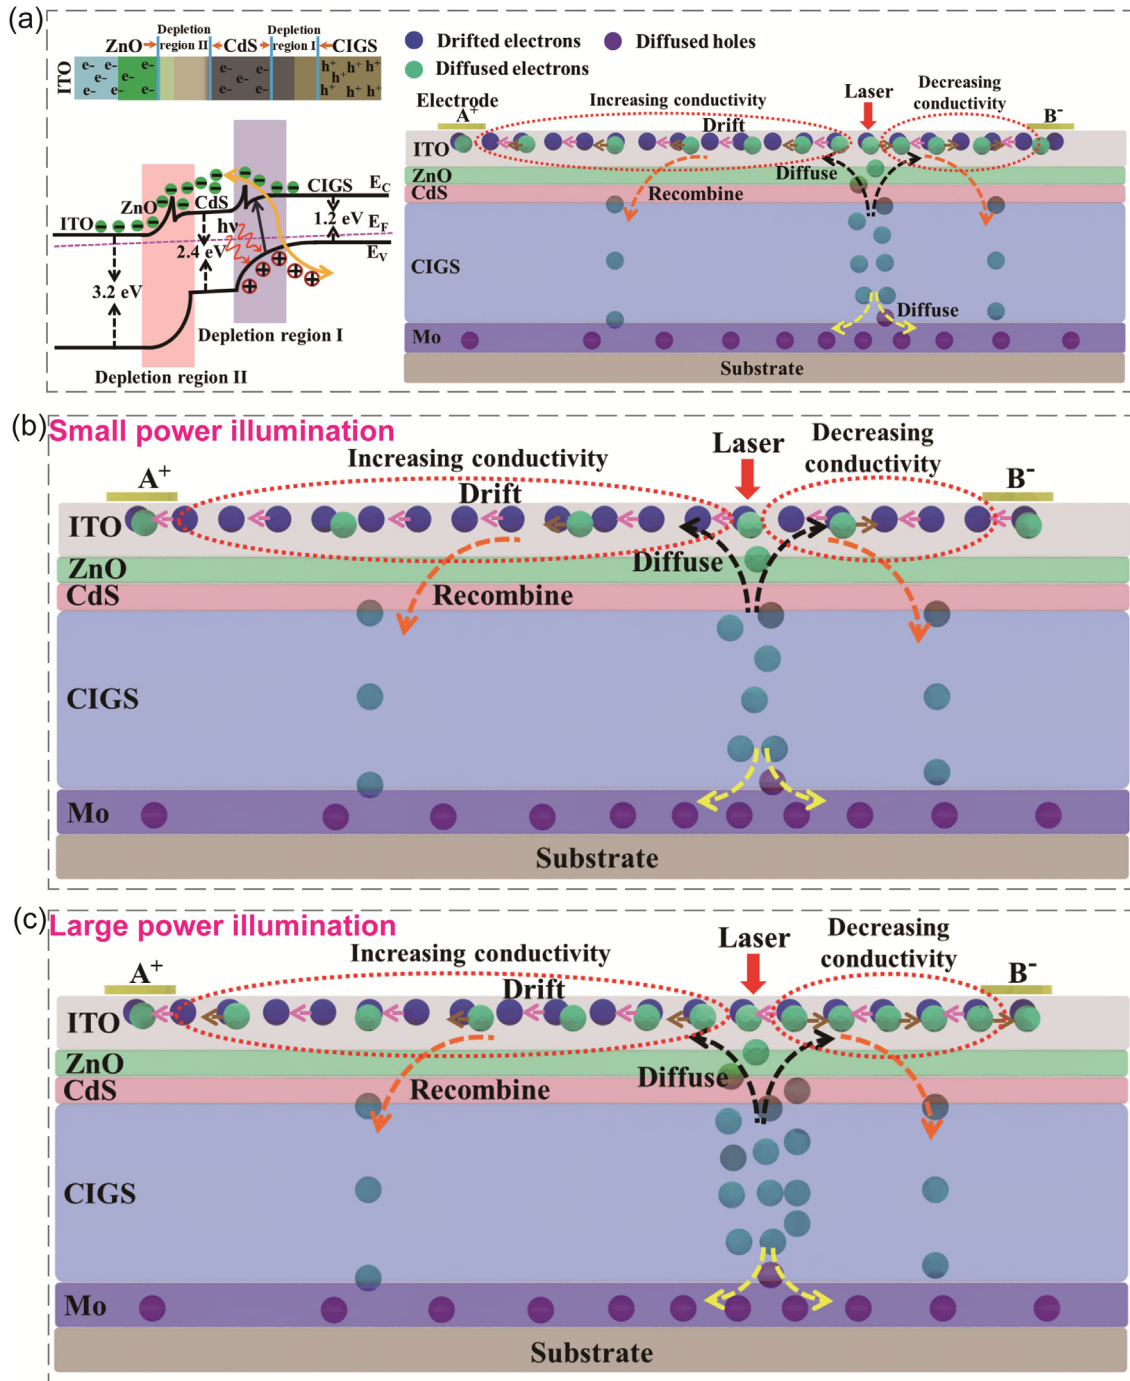 (a)
ZnO
Depletion
region II
CdS
Depletion
region I
CIGS
ITO
e-
e-
e-
e-
e-
e-
e-
e-
e-
e-
e-
e-
h+
h+
h+
h+
h+ h+ h+
ITO
ZnO
CdS
CIGS
EC
EF
EV
hν
1.2 eV
2.4 eV
3.2 eV
Depletion region I
Depletion region II
Drifted electrons
Diffused holes
Diffused electrons
Electrode
A+
Increasing conductivity
Drift
Laser
Decreasing
conductivity
B-
ITO
ZnO
CdS
Diffuse
Recombine
CIGS
Diffuse
Mo
Substrate
(b)
Small power illumination
A+
Increasing conductivity
Drift
Laser
Decreasing
conductivity
B-
ITO
ZnO
Diffuse
CdS
Recombine
CIGS
Mo
Substrate
(c)
Large power illumination
A+
Increasing conductivity
Drift
Laser
Decreasing
conductivity
B-
ITO
ZnO
Diffuse
CdS
Recombine
CIGS
Mo
Substrate